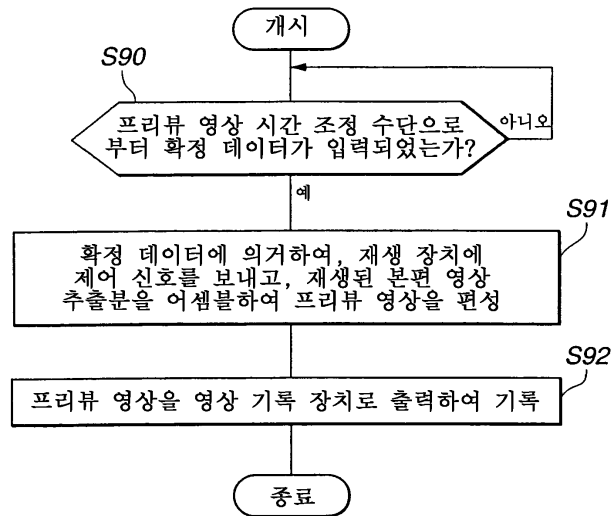 개시
S90
프리뷰 영상 시간 조정 수단으로
부터 확정 데이터가 입력되었는가?
아니오
예
S91
확정 데이터에 의거하여, 재생 장치에
제어 신호를 보내고, 재생된 본편 영상
추출분을 어셈블하여 프리뷰 영상을 편성
S92
프리뷰 영상을 영상 기록 장치로 출력하여 기록
종료